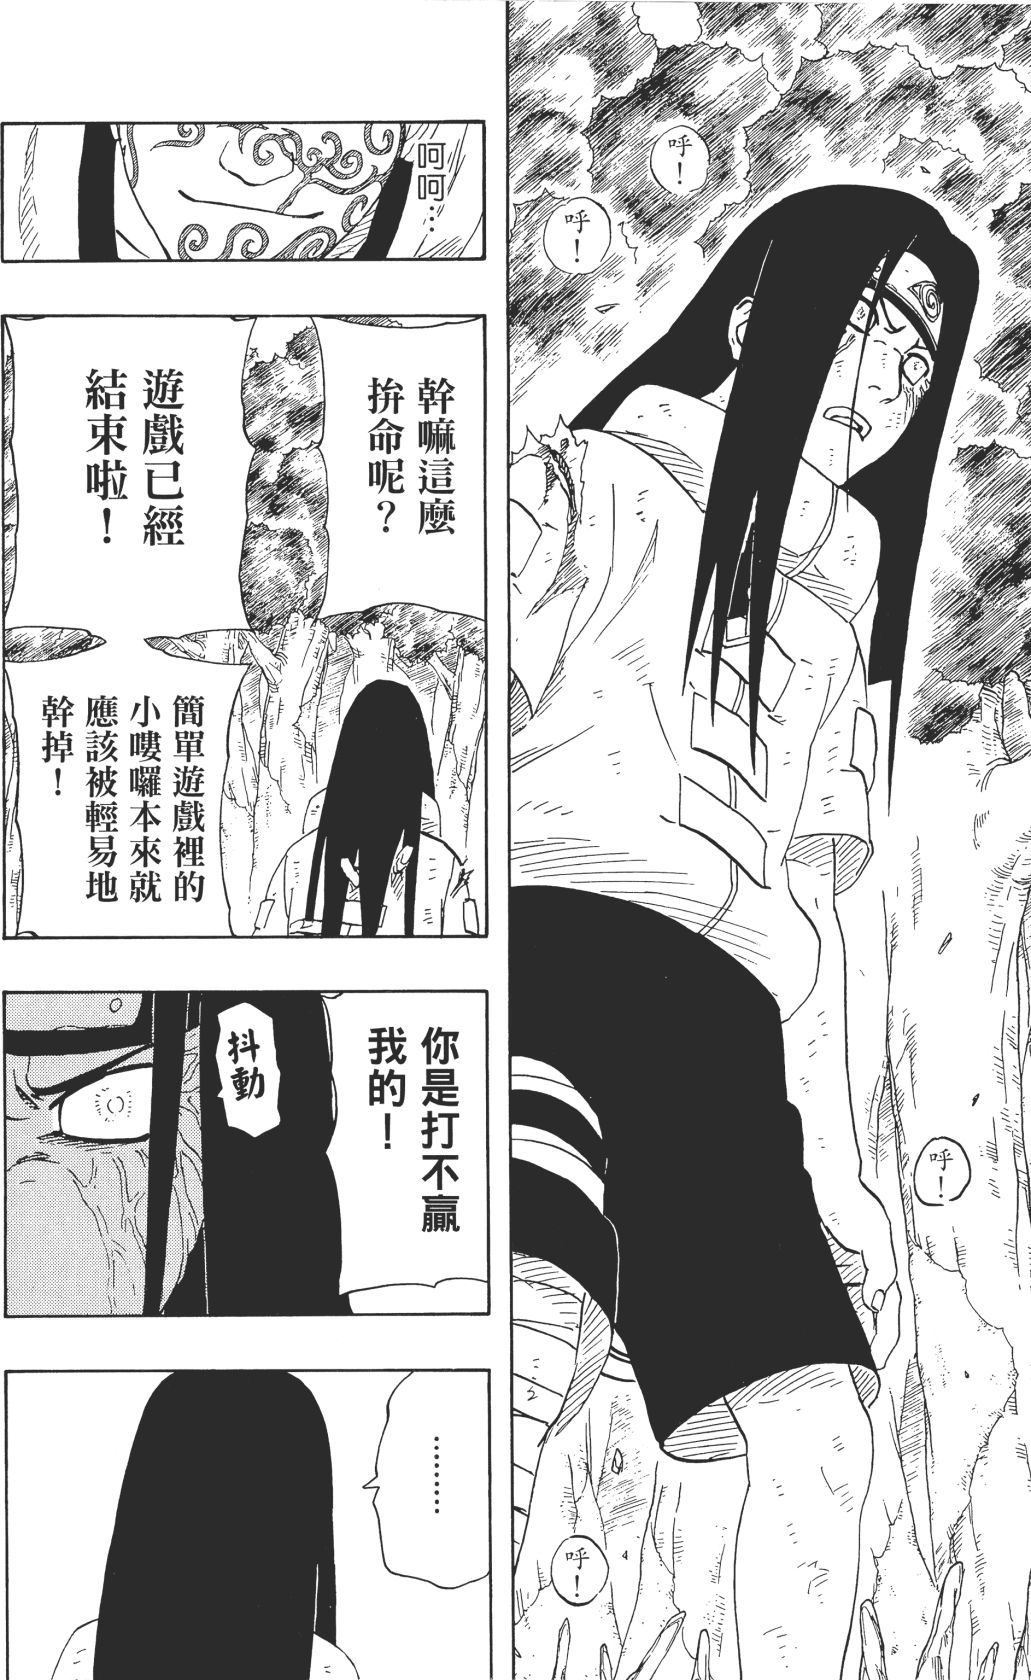 呼!
呼!
呼!
呼!
呵呵…
幹嘛這麼
拚命呢?
遊戲已經
結束啦!
簡單遊戲裡的
小嘍囉本來就
應該被輕易地
幹掉!
你是打不贏
我的!
抖動
………